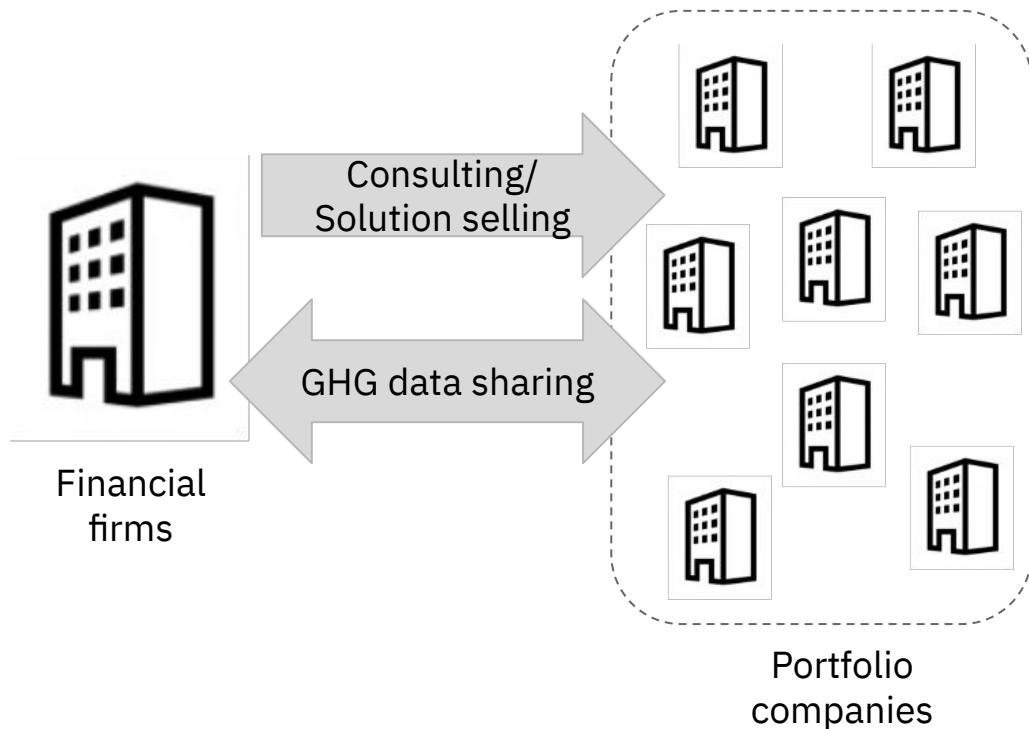 Consulting/
Solution selling
GHG data sharing
Financial
firms
Portfolio
companies